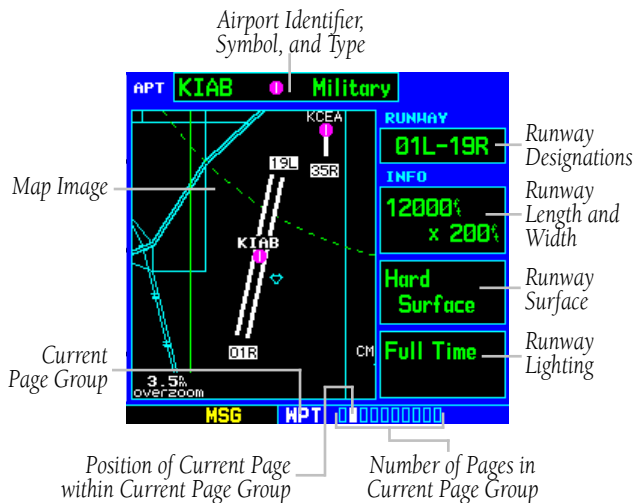 Airport Identifier,
Symbol, and Type
APT KIAB Military
KCEA
35R
19L
KIAB
01R
CM
3.5
overzoom
RUNWAY
01L-19R
INFO
12000ft
x 200ft
Hard
Surface
Full Time
MSG WPT
Map Image
Current
Page Group
Runway
Designations
Runway
Length and
Width
Runway
Surface
Runway
Lighting
Position of Current Page
within Current Page Group
Number of Pages in
Current Page Group